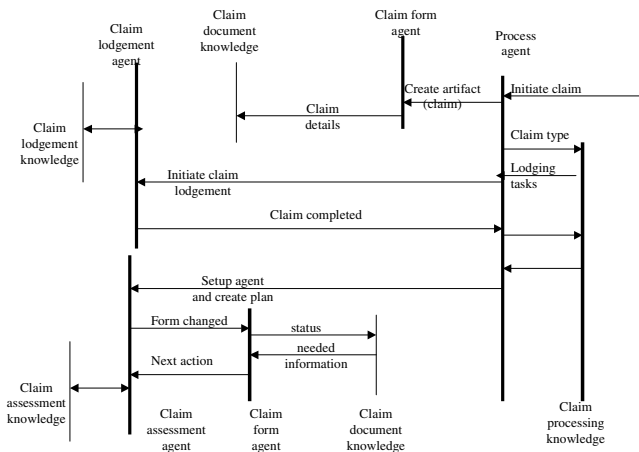 Claim
lodgement
agent
Claim
document
knowledge
Claim form
agent
Process
agent
Create artifact
(claim)
Initiate claim
Claim
details
Claim
lodgement
knowledge
Claim type
Lodging
tasks
Initiate claim
lodgement
Claim completed
Setup agent
and create plan
Form changed
status
needed
information
Next action
Claim
assessment
knowledge
Claim
assessment
agent
Claim
form
agent
Claim
document
knowledge
Claim
processing
knowledge